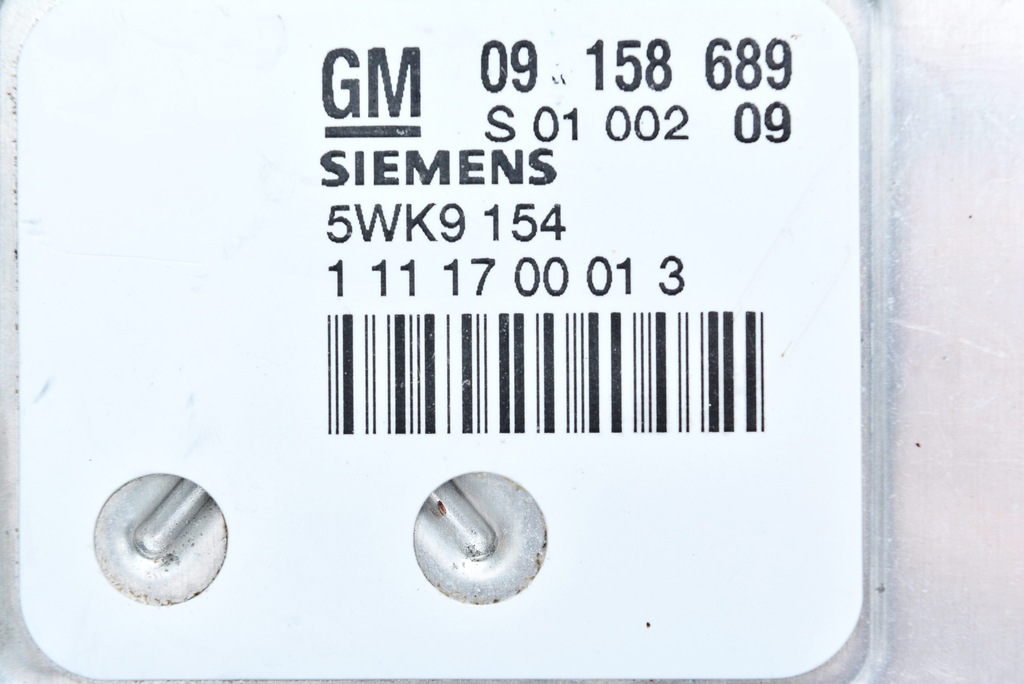 GM 09 158 689
S 01 002 09
SIEMENS
5WK9 154
1 11 17 00 01 3